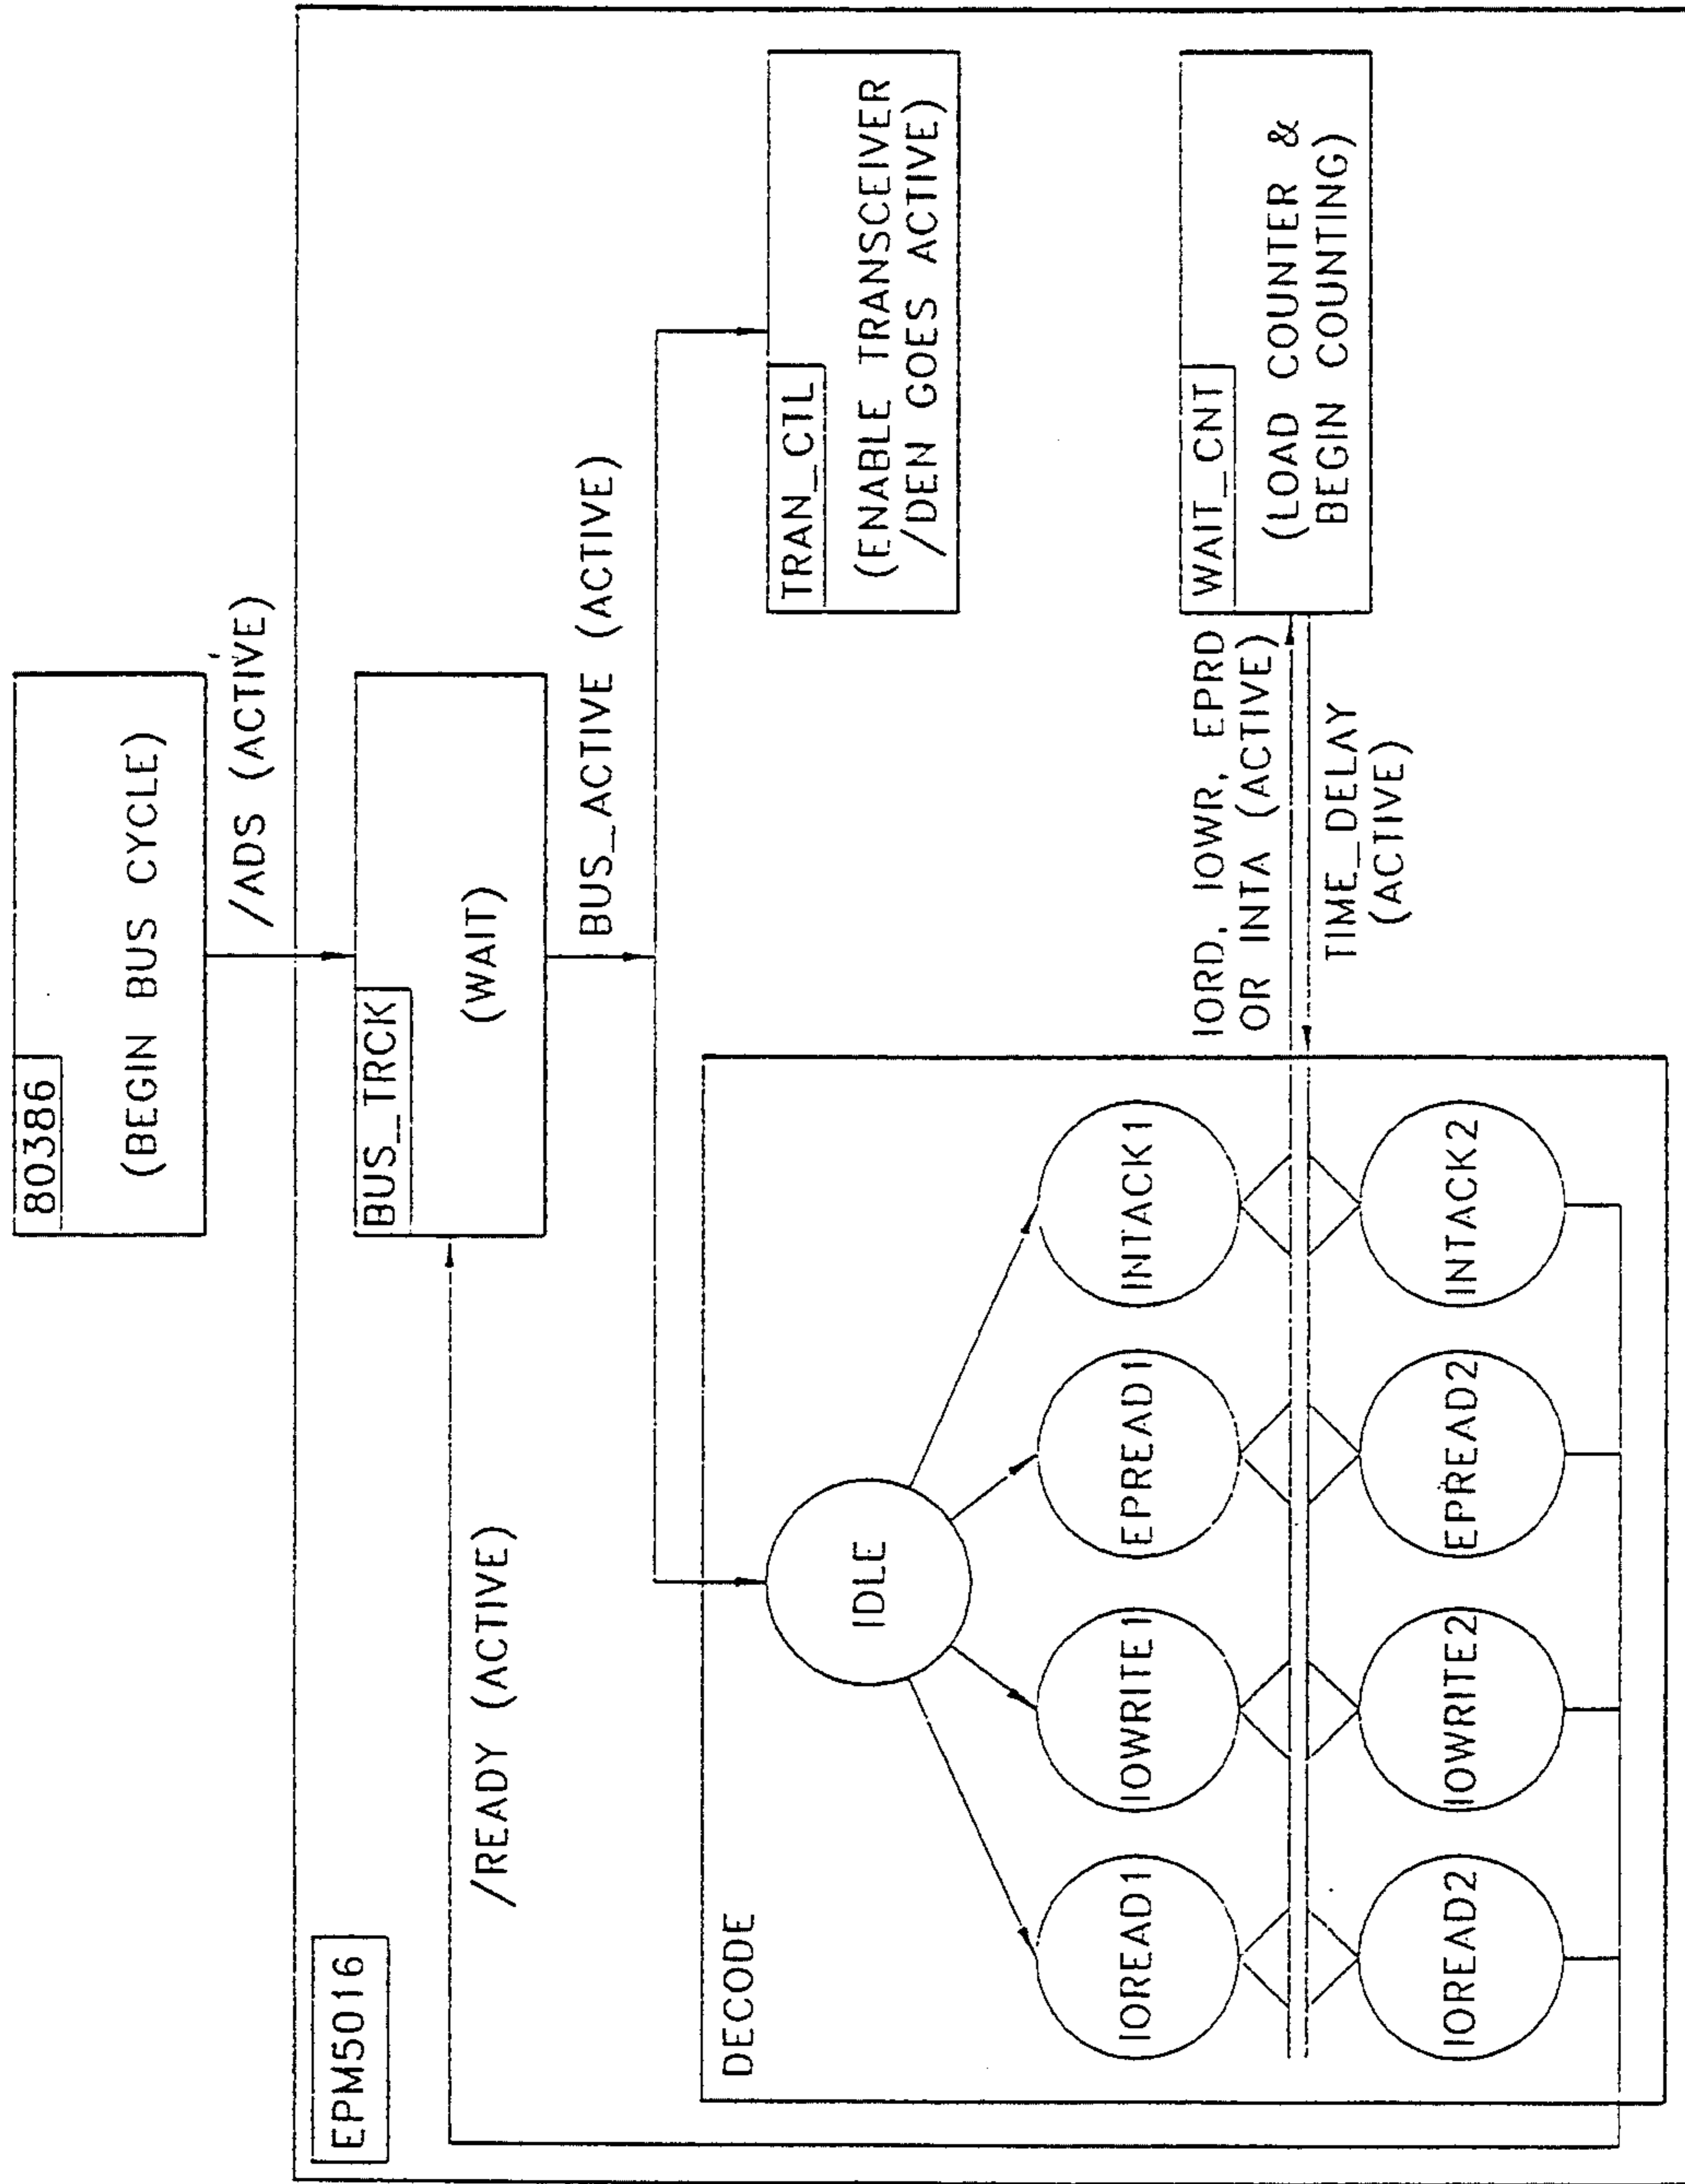 80386
(BEGIN BUS CYCLE)
/ADS (ACTIVE)
EPM5016
BUS_TRCK
(WAIT)
/READY (ACTIVE)
BUS_ACTIVE (ACTIVE)
DECODE
IDLE
TRAN_CTL
(ENABLE TRANSCEIVER
/DEN GOES ACTIVE)
IOREAD1
IOWRITE1
EPREAD1
INTACK1
IORD, IOWR, EPRD
OR INTA (ACTIVE)
TIME_DELAY
(ACTIVE)
WAIT_CNT
(LOAD COUNTER &
BEGIN COUNTING)
IOREAD2
IOWRITE2
EPREAD2
INTACK2